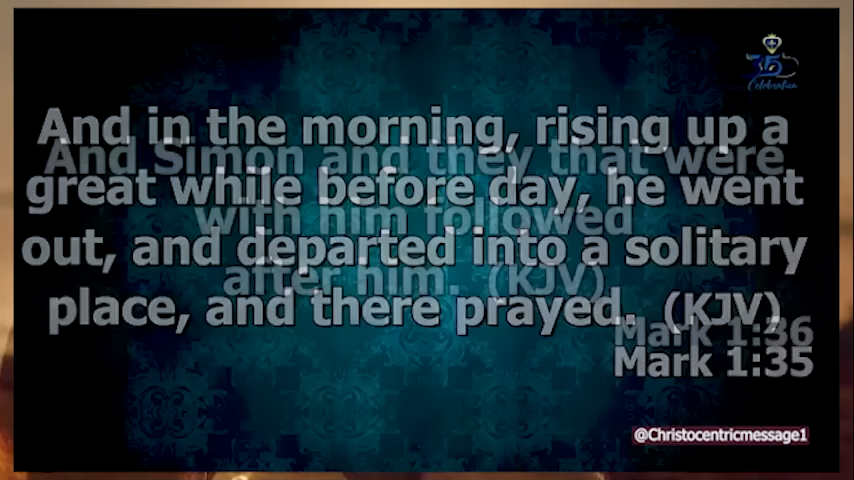 35
Celebration
And in the morning, rising up a
great while before day, he went
out, and departed into a solitary
place, and there prayed. (KJV)
Mark 1:35
And Simon and they that were
with him followed
after him. (KJV)
Mark 1:36
@Christocentricmessage1